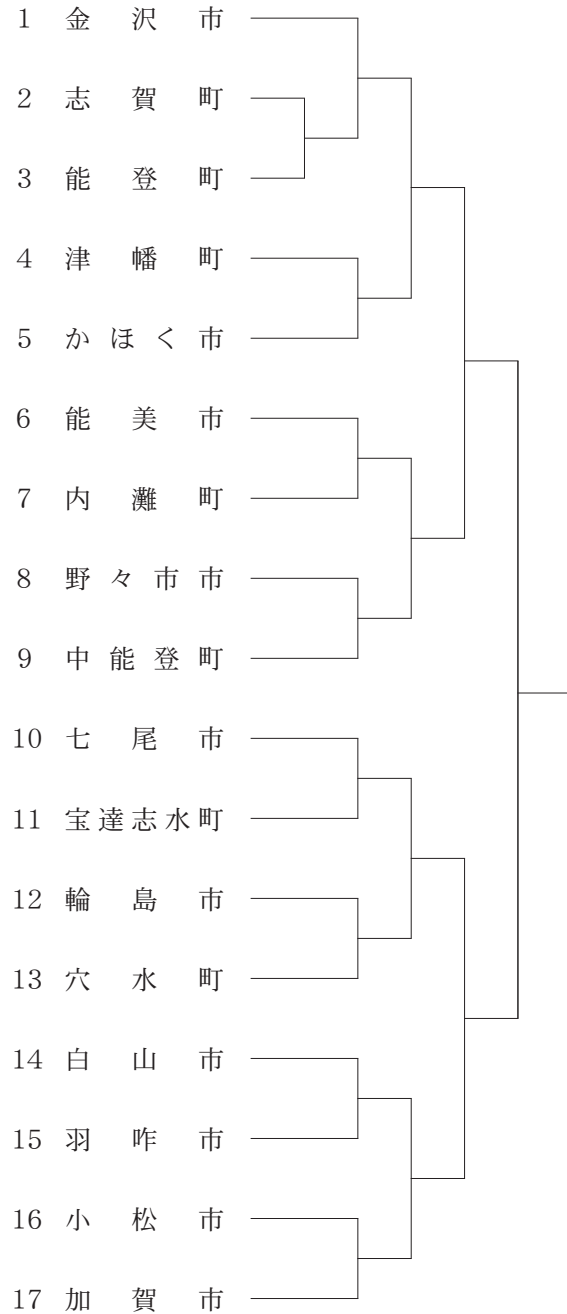 1 金沢市
2 志賀町
3 能登町
4 津幡町
5 かほく市
6 能美市
7 内灘町
8 野々市市
9 中能登町
10 七尾市
11 宝達志水町
12 輪島市
13 穴水町
14 白山市
15 羽咋市
16 小松市
17 加賀市